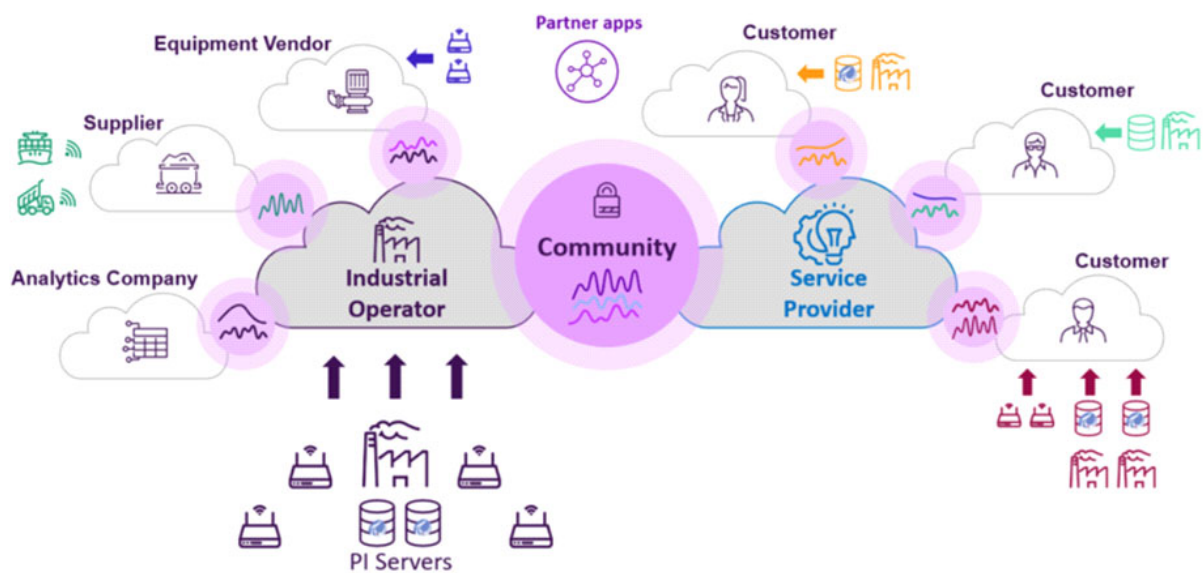 Partner apps
Customer
Equipment Vendor
Customer
Supplier
Community
Industrial
Operator
Service
Provider
Analytics Company
Customer
PI Servers